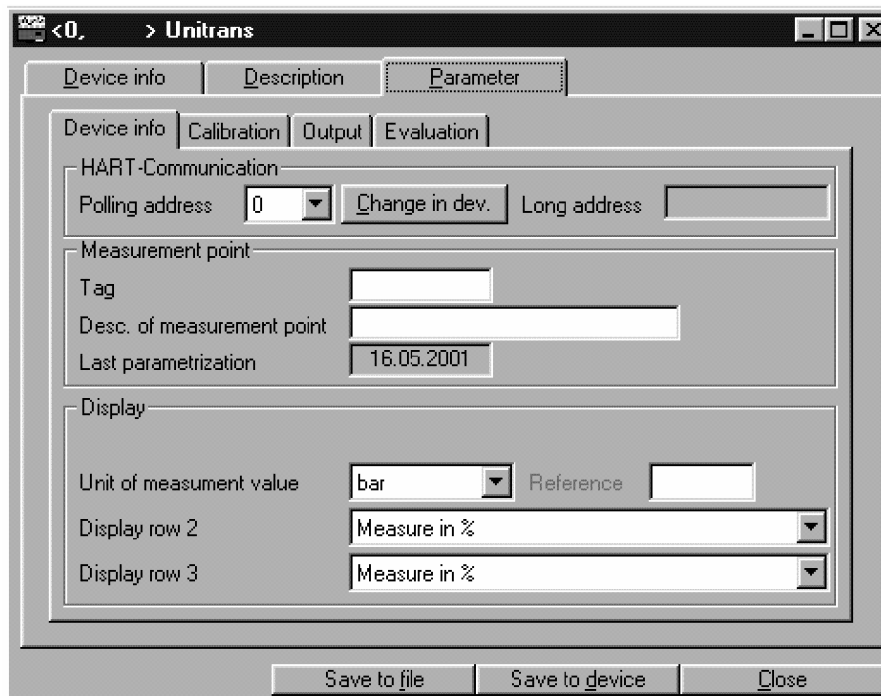 <0,      > Unitrans
Device info Description Parameter
Device info Calibration Output Evaluation
HART-Communication
Polling address 0 Change in dev. Long address
Measurement point
Tag
Desc. of measurement point
Last parametrization 16.05.2001
Display
Unit of measument value bar Reference
Display row 2 Measure in %
Display row 3 Measure in %
Save to file Save to device Close